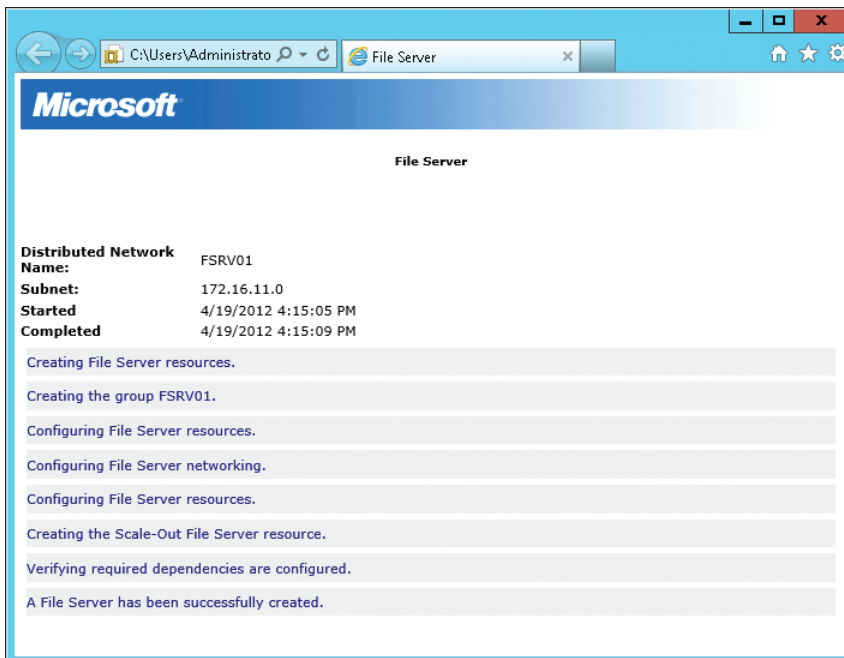 C:\Users\Administrato
File Server
Microsoft
File Server
Distributed Network
Name: FSRV01
Subnet: 172.16.11.0
Started 4/19/2012 4:15:05 PM
Completed 4/19/2012 4:15:09 PM
Creating File Server resources.
Creating the group FSRV01.
Configuring File Server resources.
Configuring File Server networking.
Configuring File Server resources.
Creating the Scale-Out File Server resource.
Verifying required dependencies are configured.
A File Server has been successfully created.